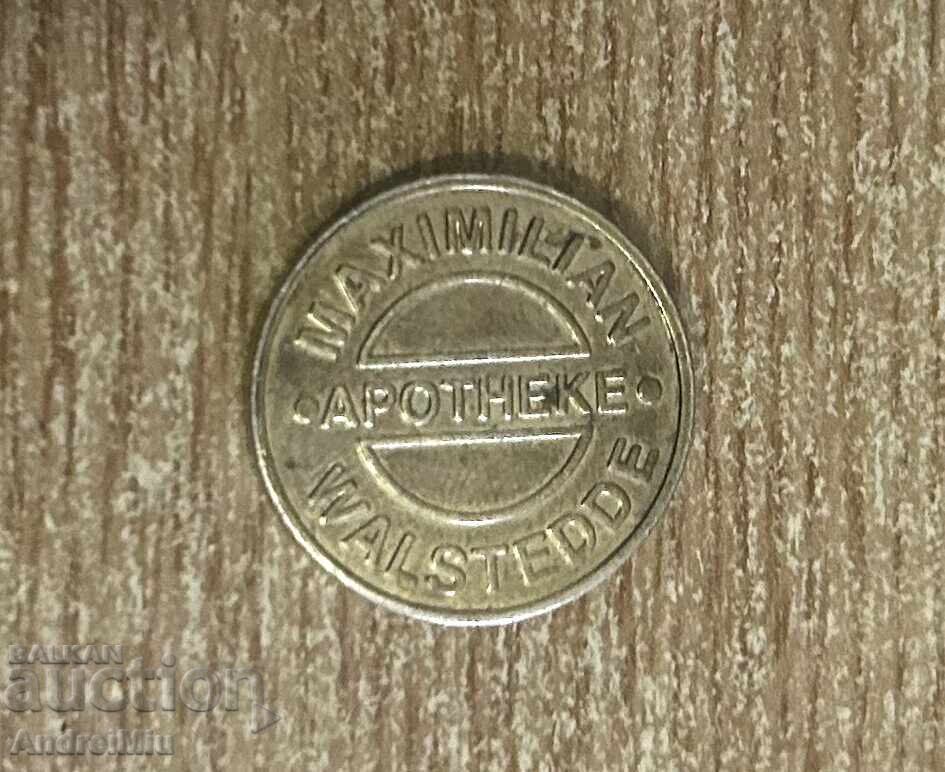 MAXIMILIAN-
• APOTHEKE •
WALSTEDDE
BALKAN
auction
AndreiMiu